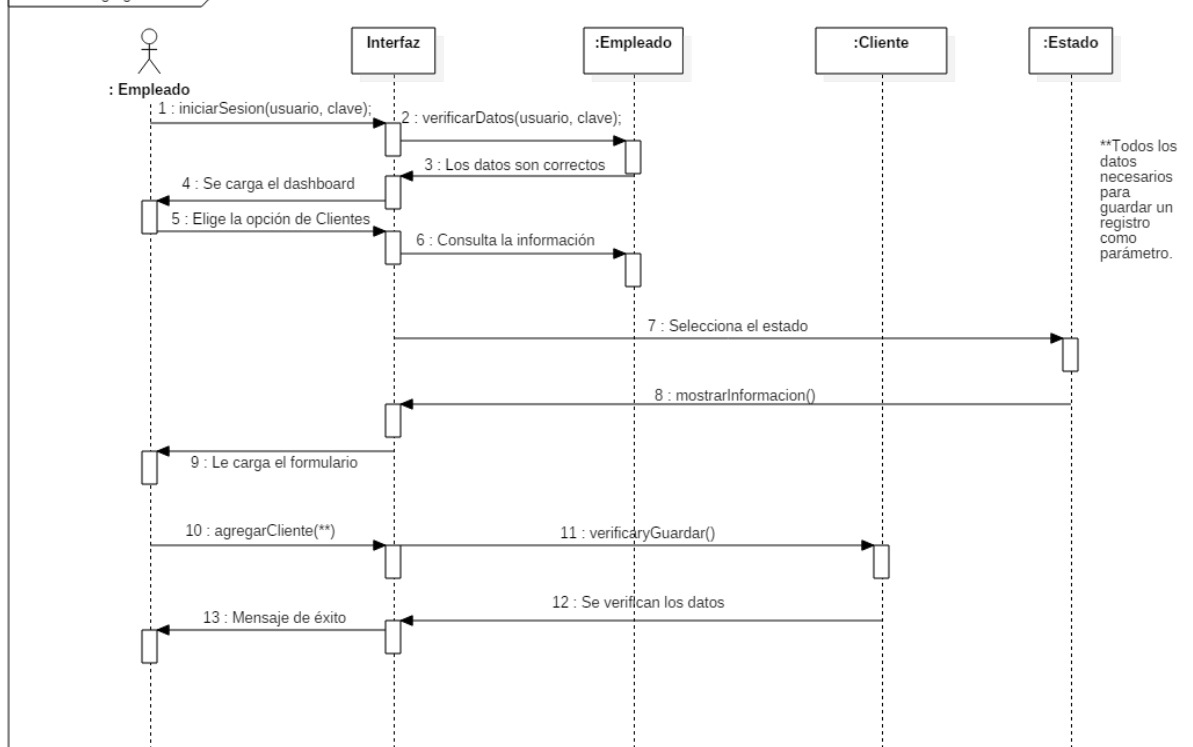 Interfaz
:Empleado
:Cliente
:Estado
: Empleado
1 : iniciarSesion(usuario, clave);
2 : verificarDatos(usuario, clave);
3 : Los datos son correctos
4 : Se carga el dashboard
5 : Elige la opción de Clientes
6 : Consulta la información
**Todos los
datos
necesarios
para
guardar un
registro
como
parámetro.
7 : Selecciona el estado
8 : mostrarInformacion()
9 : Le carga el formulario
10 : agregarCliente(**)
11 : verificaryGuardar()
12 : Se verifican los datos
13 : Mensaje de éxito